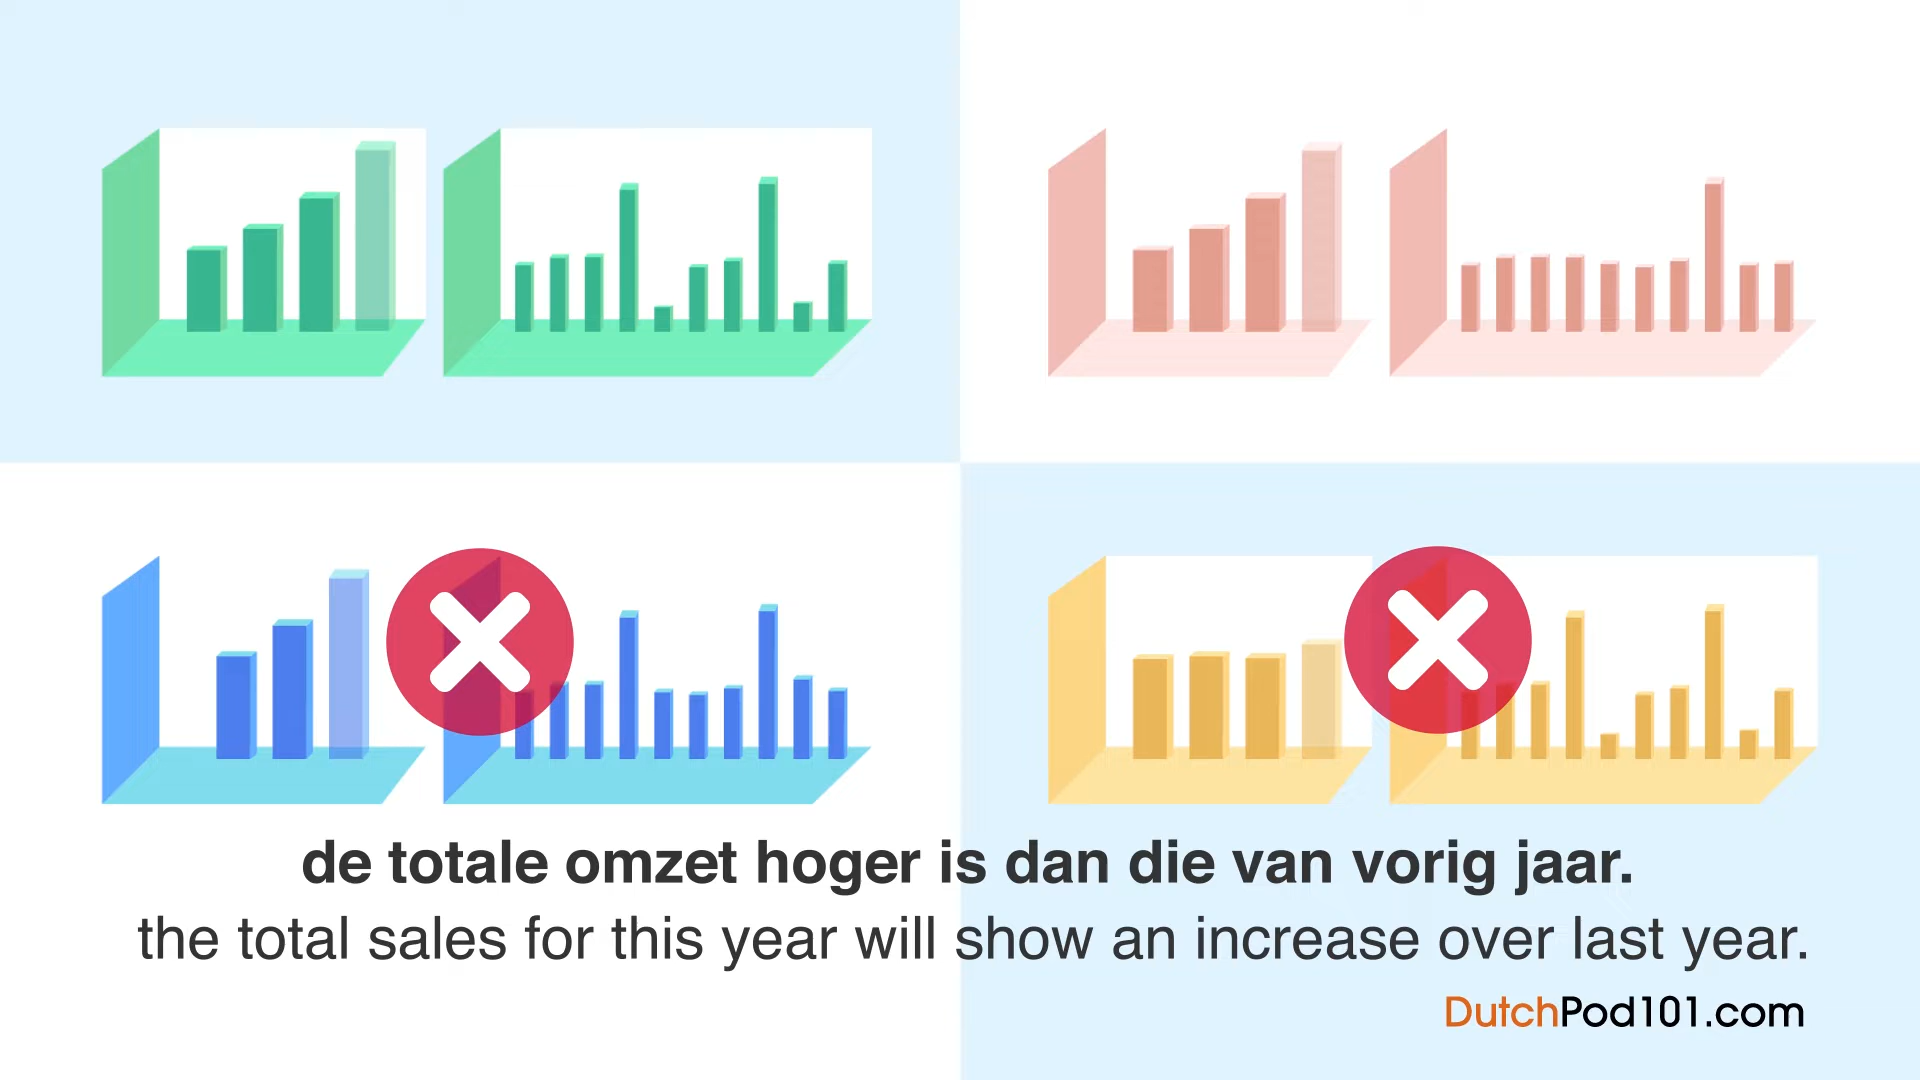 de totale omzet hoger is dan die van vorig jaar.
the total sales for this year will show an increase over last year.
DutchPod101.com